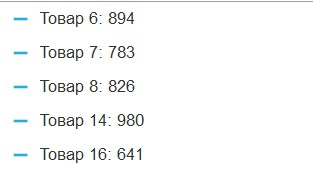 Товар 6: 894
Товар 7: 783
Товар 8: 826
Товар 14: 980
Товар 16: 641